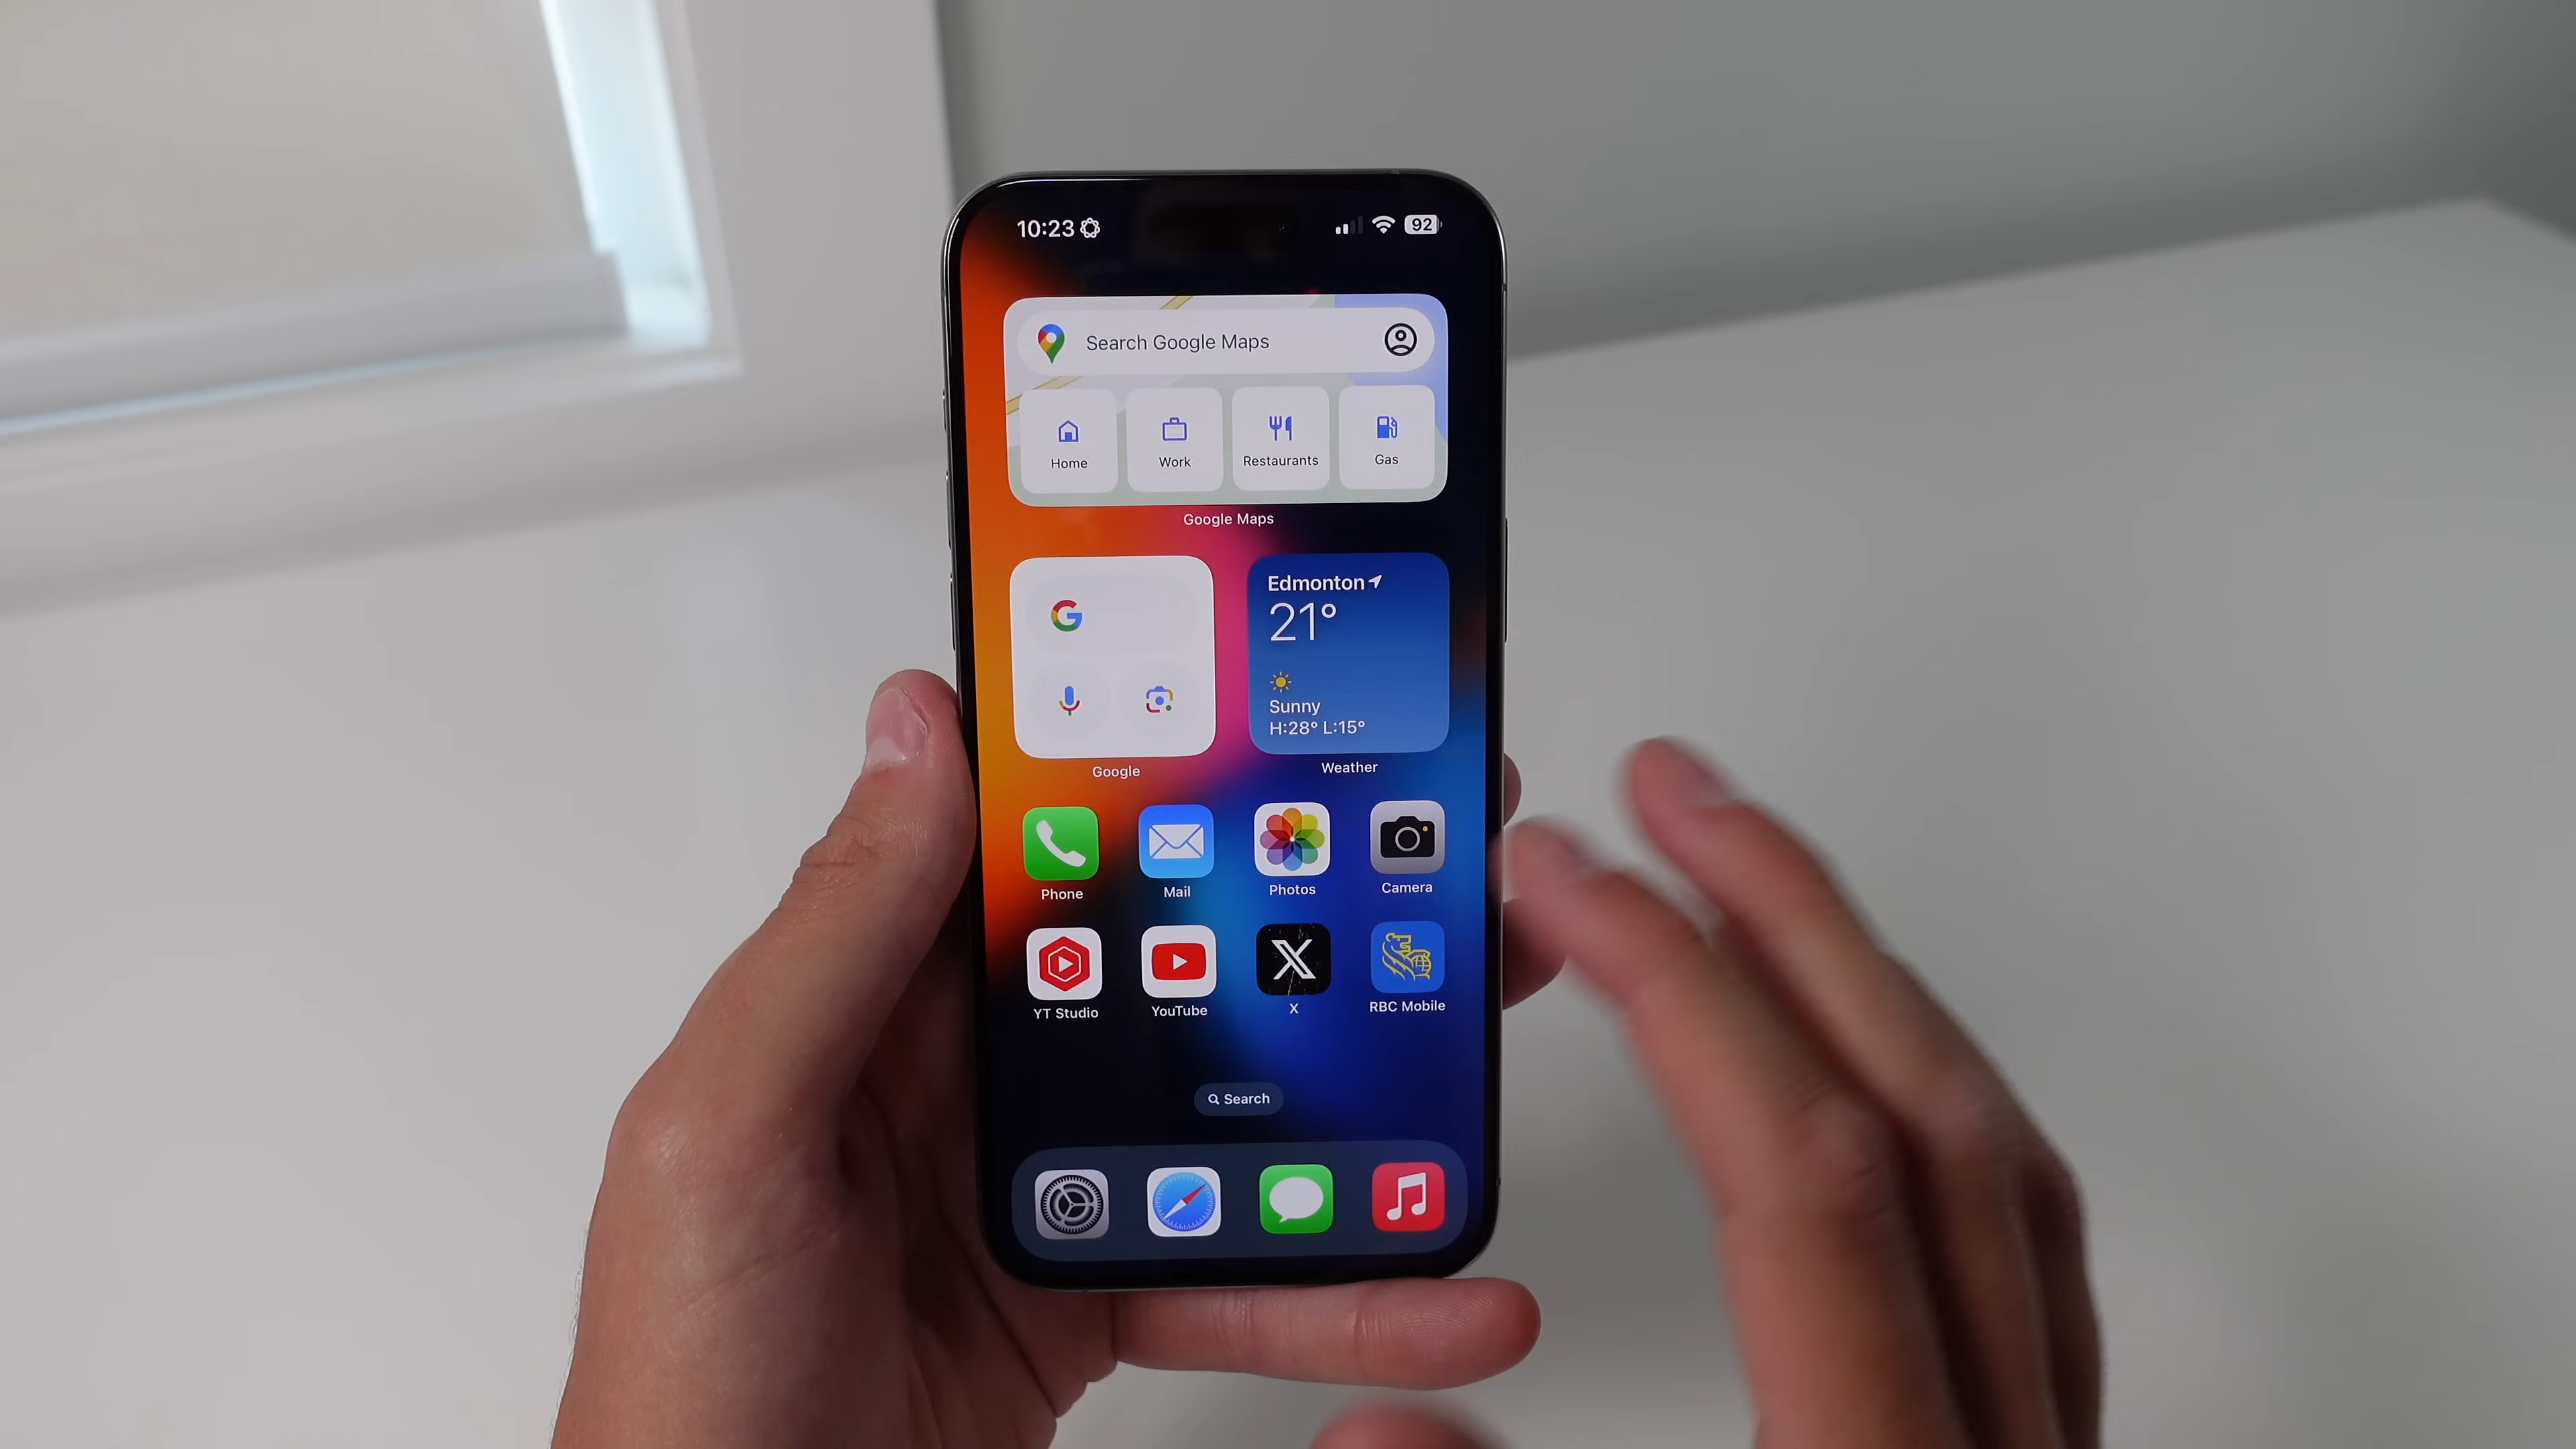 10:23
92
Search Google Maps
Home Work Restaurants Gas
Google Maps
Edmonton
21°
Sunny
H:28° L:15°
Google Weather
Phone Mail Photos Camera
YT Studio YouTube X RBC Mobile
Search